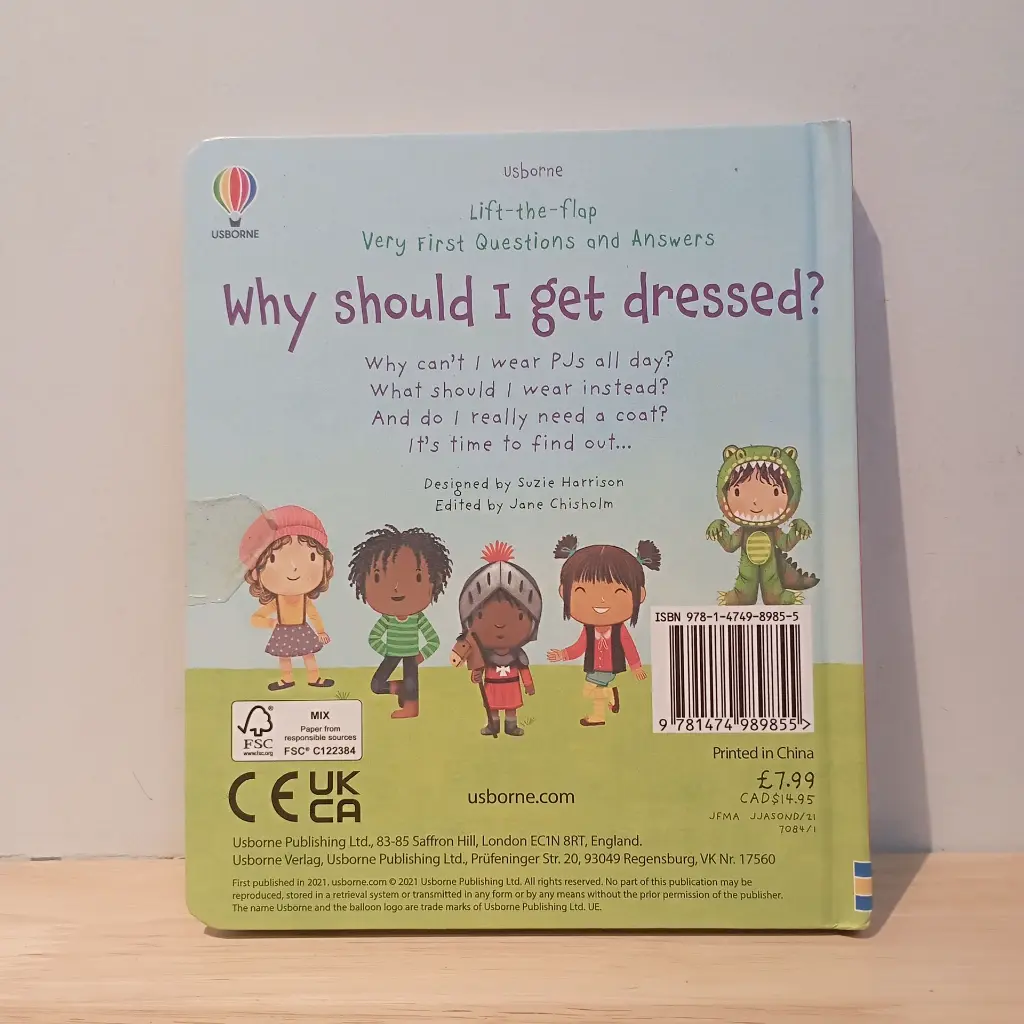 USBORNE
usborne
Lift-the-flap
Very First Questions and Answers
Why should I get dressed?
Why can't I wear PJs all day?
What should I wear instead?
And do I really need a coat?
It's time to find out...
Designed by Suzie Harrison
Edited by Jane Chisholm
ISBN 978-1-4749-8985-5
9 781474 989855 >
MIX
Paper from
responsible sources
FSC® C122384
FSC
www.fsc.org
Printed in China
£7.99
CAD$14.95
JFMA JJASOND/21
7084/1
CE UK
CA
usborne.com
Usborne Publishing Ltd., 83-85 Saffron Hill, London EC1N 8RT, England.
Usborne Verlag, Usborne Publishing Ltd., Prüfeninger Str. 20, 93049 Regensburg, VK Nr. 17560
First published in 2021. usborne.com © 2021 Usborne Publishing Ltd. All rights reserved. No part of this publication may be
reproduced, stored in a retrieval system or transmitted in any form or by any means without the prior permission of the publisher.
The name Usborne and the balloon logo are trade marks of Usborne Publishing Ltd. UE.